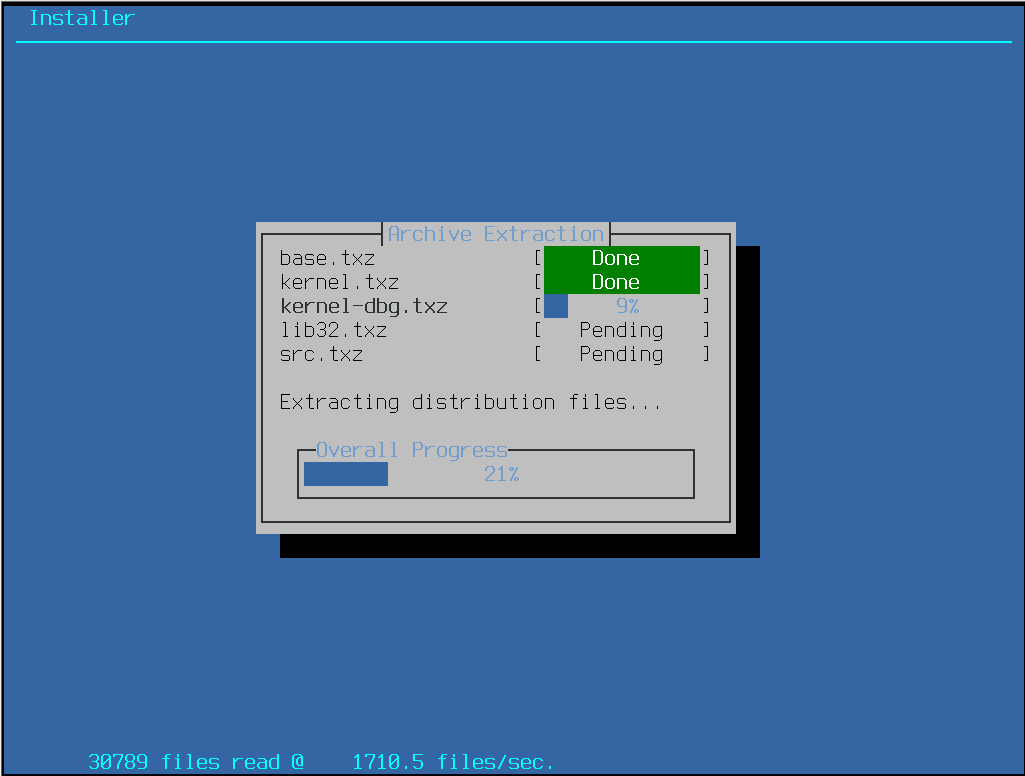 Installer
Archive Extraction
base.txz [ Done ]
kernel.txz [ Done ]
kernel-dbg.txz [ 9% ]
lib32.txz [ Pending ]
src.txz [ Pending ]
Extracting distribution files...
Overall Progress
21%
30789 files read @ 1710.5 files/sec.